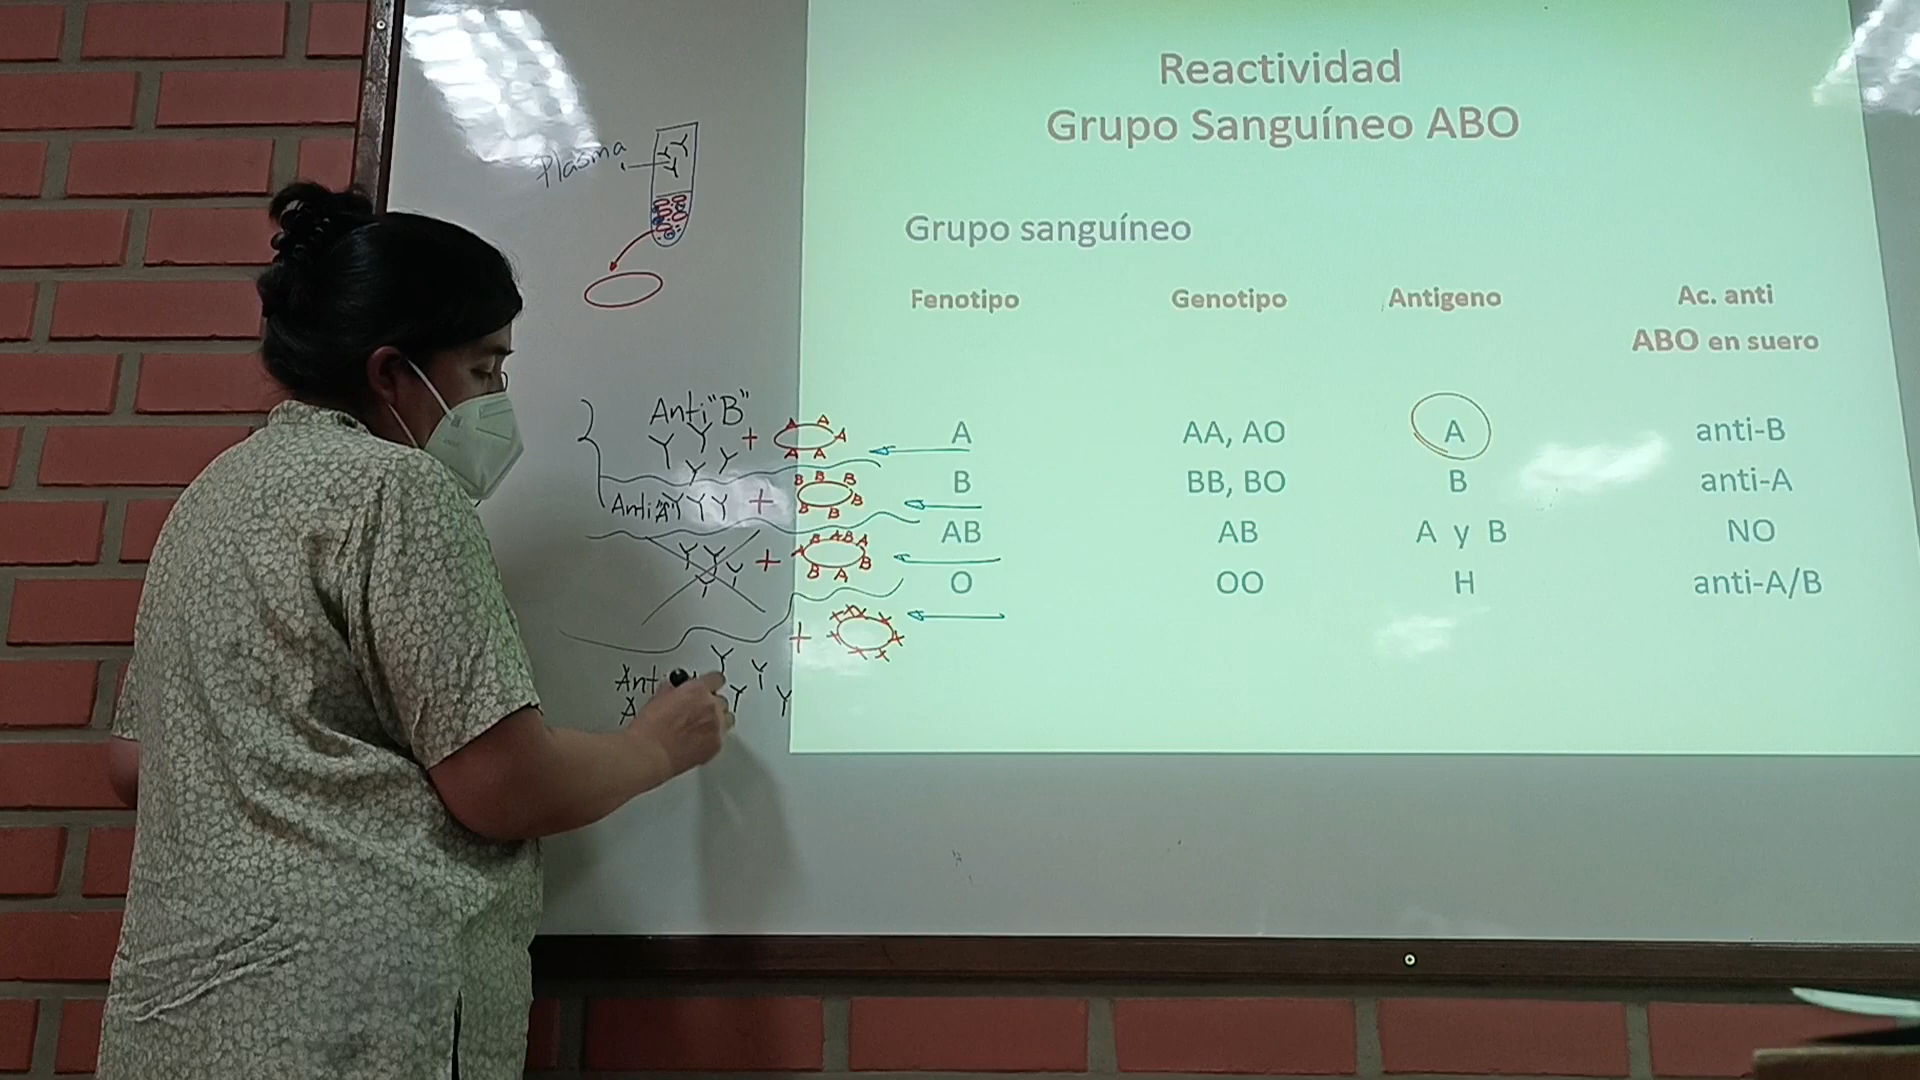 Reactividad
Grupo Sanguíneo ABO
Plasma
Grupo sanguíneo
Fenotipo Genotipo Antigeno Ac. anti
ABO en suero
Anti "B" + A A A A A
A AA, AO A anti-B
Anti "A" + B B B B B B
B BB, BO B anti-A
+ A B A B A B A B
AB AB A y B NO
O OO H anti-A/B
+
Anti
A